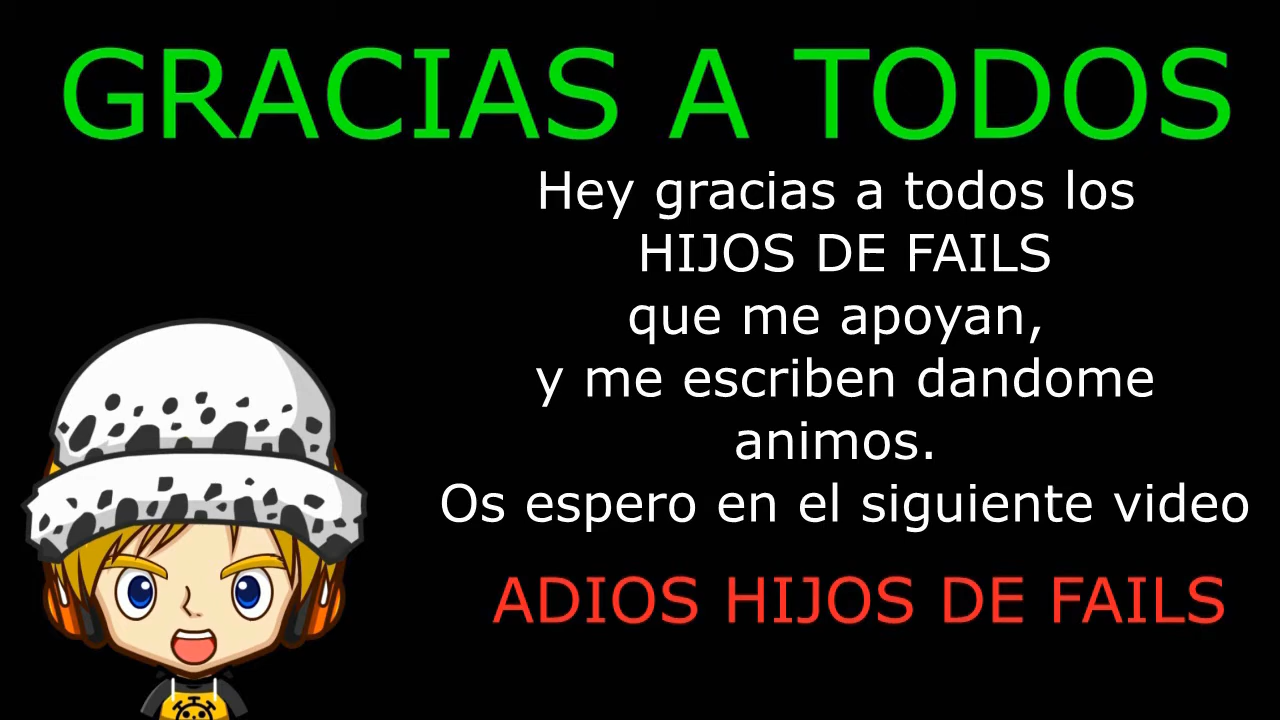 GRACIAS A TODOS
Hey gracias a todos los
HIJOS DE FAILS
que me apoyan,
y me escriben dandome
animos.
Os espero en el siguiente video
ADIOS HIJOS DE FAILS